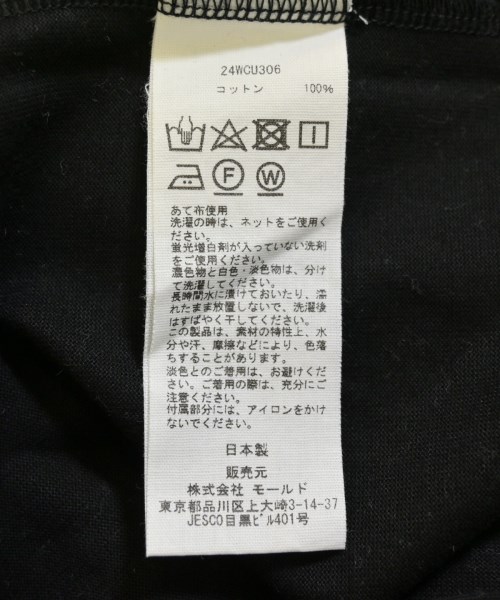 24WCU306
コットン 100%
F W
あて布使用
洗濯の時は、ネットをご使用く
ださい。
蛍光増白剤が入っていない洗剤
をご使用ください。
濃色物と白色・淡色物は、分け
て洗濯してください。
長時間水に漬けておいたり、濡
れたまま放置しないで、洗濯後
はすばやく干してください。
この製品は、素材の特性上、水
分や汗、摩擦などにより、色落
ちすることがあります。
淡色とのご着用は、お避けくだ
さい。ご着用の際は、充分にご
注意ください。
付属部分には、アイロンをかけ
ないでください。
日本製
販売元
株式会社 モールド
東京都品川区上大崎3-14-37
JESCO目黒ビル401号